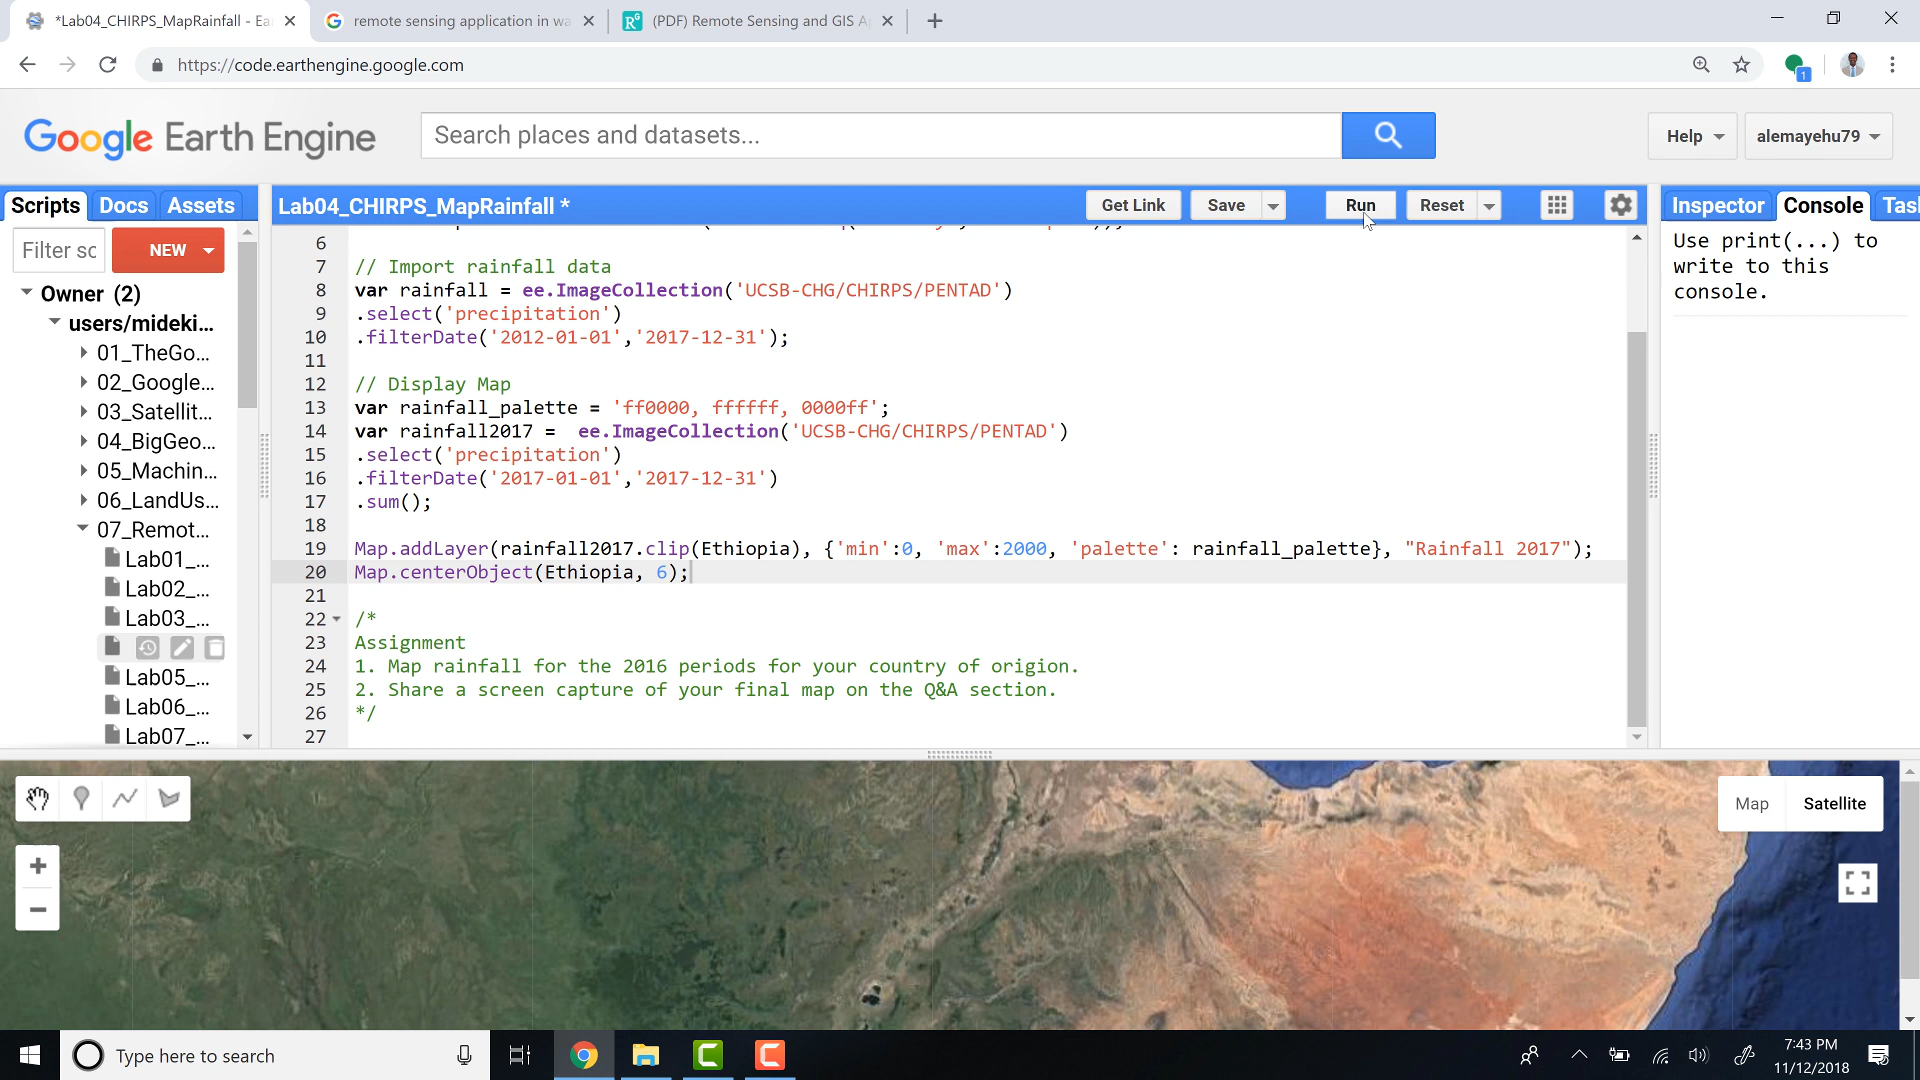 *Lab04_CHIRPS_MapRainfall - Ea
remote sensing application in wa
(PDF) Remote Sensing and GIS A
https://code.earthengine.google.com
1
Google Earth Engine
Search places and datasets...
Help
alemayehu79
Scripts
Docs
Assets
Lab04_CHIRPS_MapRainfall *
Get Link
Save
Run
Reset
Inspector
Console
Tas
Filter sc
NEW
Owner (2)
users/mideki...
01_TheGo...
02_Google...
03_Satellit...
04_BigGeo...
05_Machin...
06_LandUs...
07_Remot...
Lab01_...
Lab02_...
Lab03_...
Lab05_...
Lab06_...
Lab07_...
6
7 // Import rainfall data
8 var rainfall = ee.ImageCollection('UCSB-CHG/CHIRPS/PENTAD')
9 .select('precipitation')
10 .filterDate('2012-01-01','2017-12-31');
11
12 // Display Map
13 var rainfall_palette = 'ff0000, ffffff, 0000ff';
14 var rainfall2017 =  ee.ImageCollection('UCSB-CHG/CHIRPS/PENTAD')
15 .select('precipitation')
16 .filterDate('2017-01-01','2017-12-31')
17 .sum();
18
19 Map.addLayer(rainfall2017.clip(Ethiopia), {'min':0, 'max':2000, 'palette': rainfall_palette}, "Rainfall 2017");
20 Map.centerObject(Ethiopia, 6);
21
22 /*
23 Assignment
24 1. Map rainfall for the 2016 periods for your country of origion.
25 2. Share a screen capture of your final map on the Q&A section.
26 */
27
Use print(...) to
write to this
console.
Map
Satellite
Type here to search
7:43 PM
11/12/2018